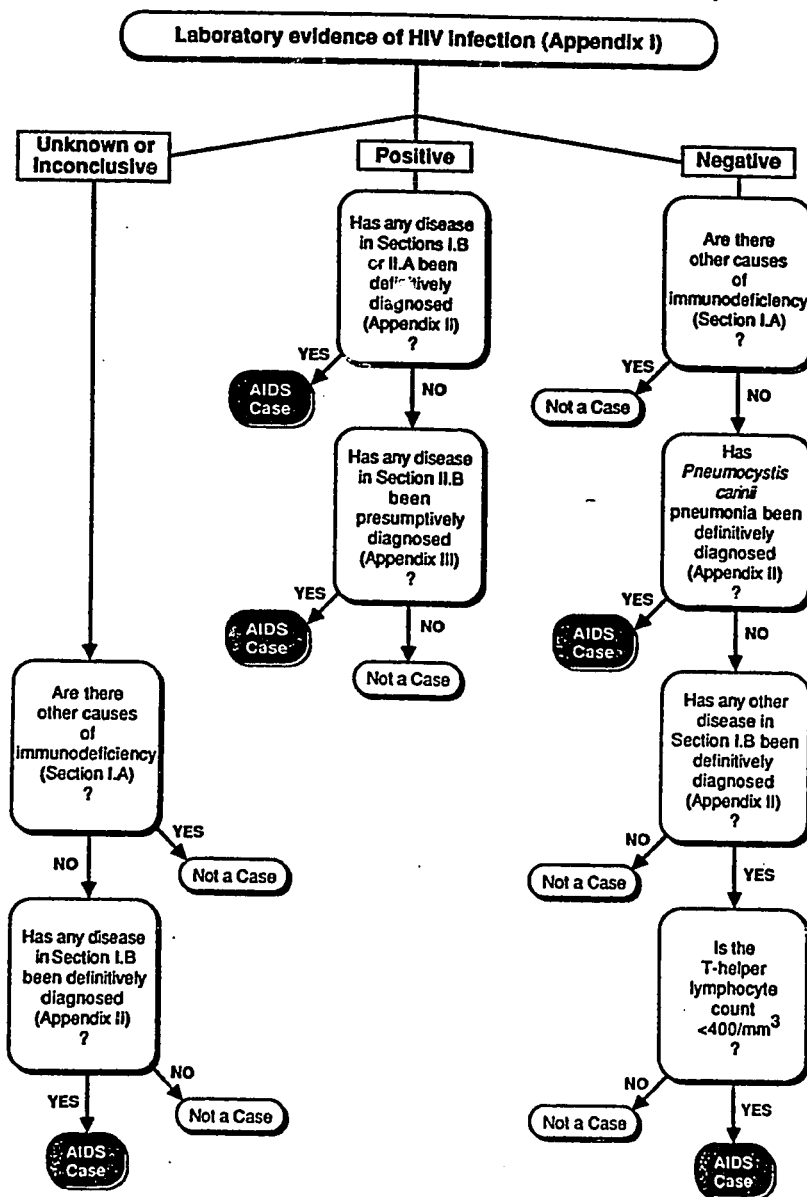 Laboratory evidence of HIV Infection (Appendix I)
Unknown or
Inconclusive
Are there
other causes
of
immunodeficiency
(Section I.A)
?
YES
Not a Case
NO
Has any disease
in Section I.B
been definitively
diagnosed
(Appendix II)
?
NO
Not a Case
YES
AIDS
Case
Positive
Has any disease
in Sections I.B
or II.A been
definitively
diagnosed
(Appendix II)
?
YES
AIDS
Case
NO
Has any disease
in Section II.B
been
presumptively
diagnosed
(Appendix III)
?
YES
AIDS
Case
NO
Not a Case
Negative
Are there
other causes
of
immunodeficiency
(Section I.A)
?
YES
Not a Case
NO
Has
Pneumocystis
carinii
pneumonia been
definitively
diagnosed
(Appendix II)
?
YES
AIDS
Case
NO
Has any other
disease in
Section I.B been
definitively
diagnosed
(Appendix II)
?
NO
Not a Case
YES
Is the
T-helper
lymphocyte
count
<400/mm³
?
NO
Not a Case
YES
AIDS
Case